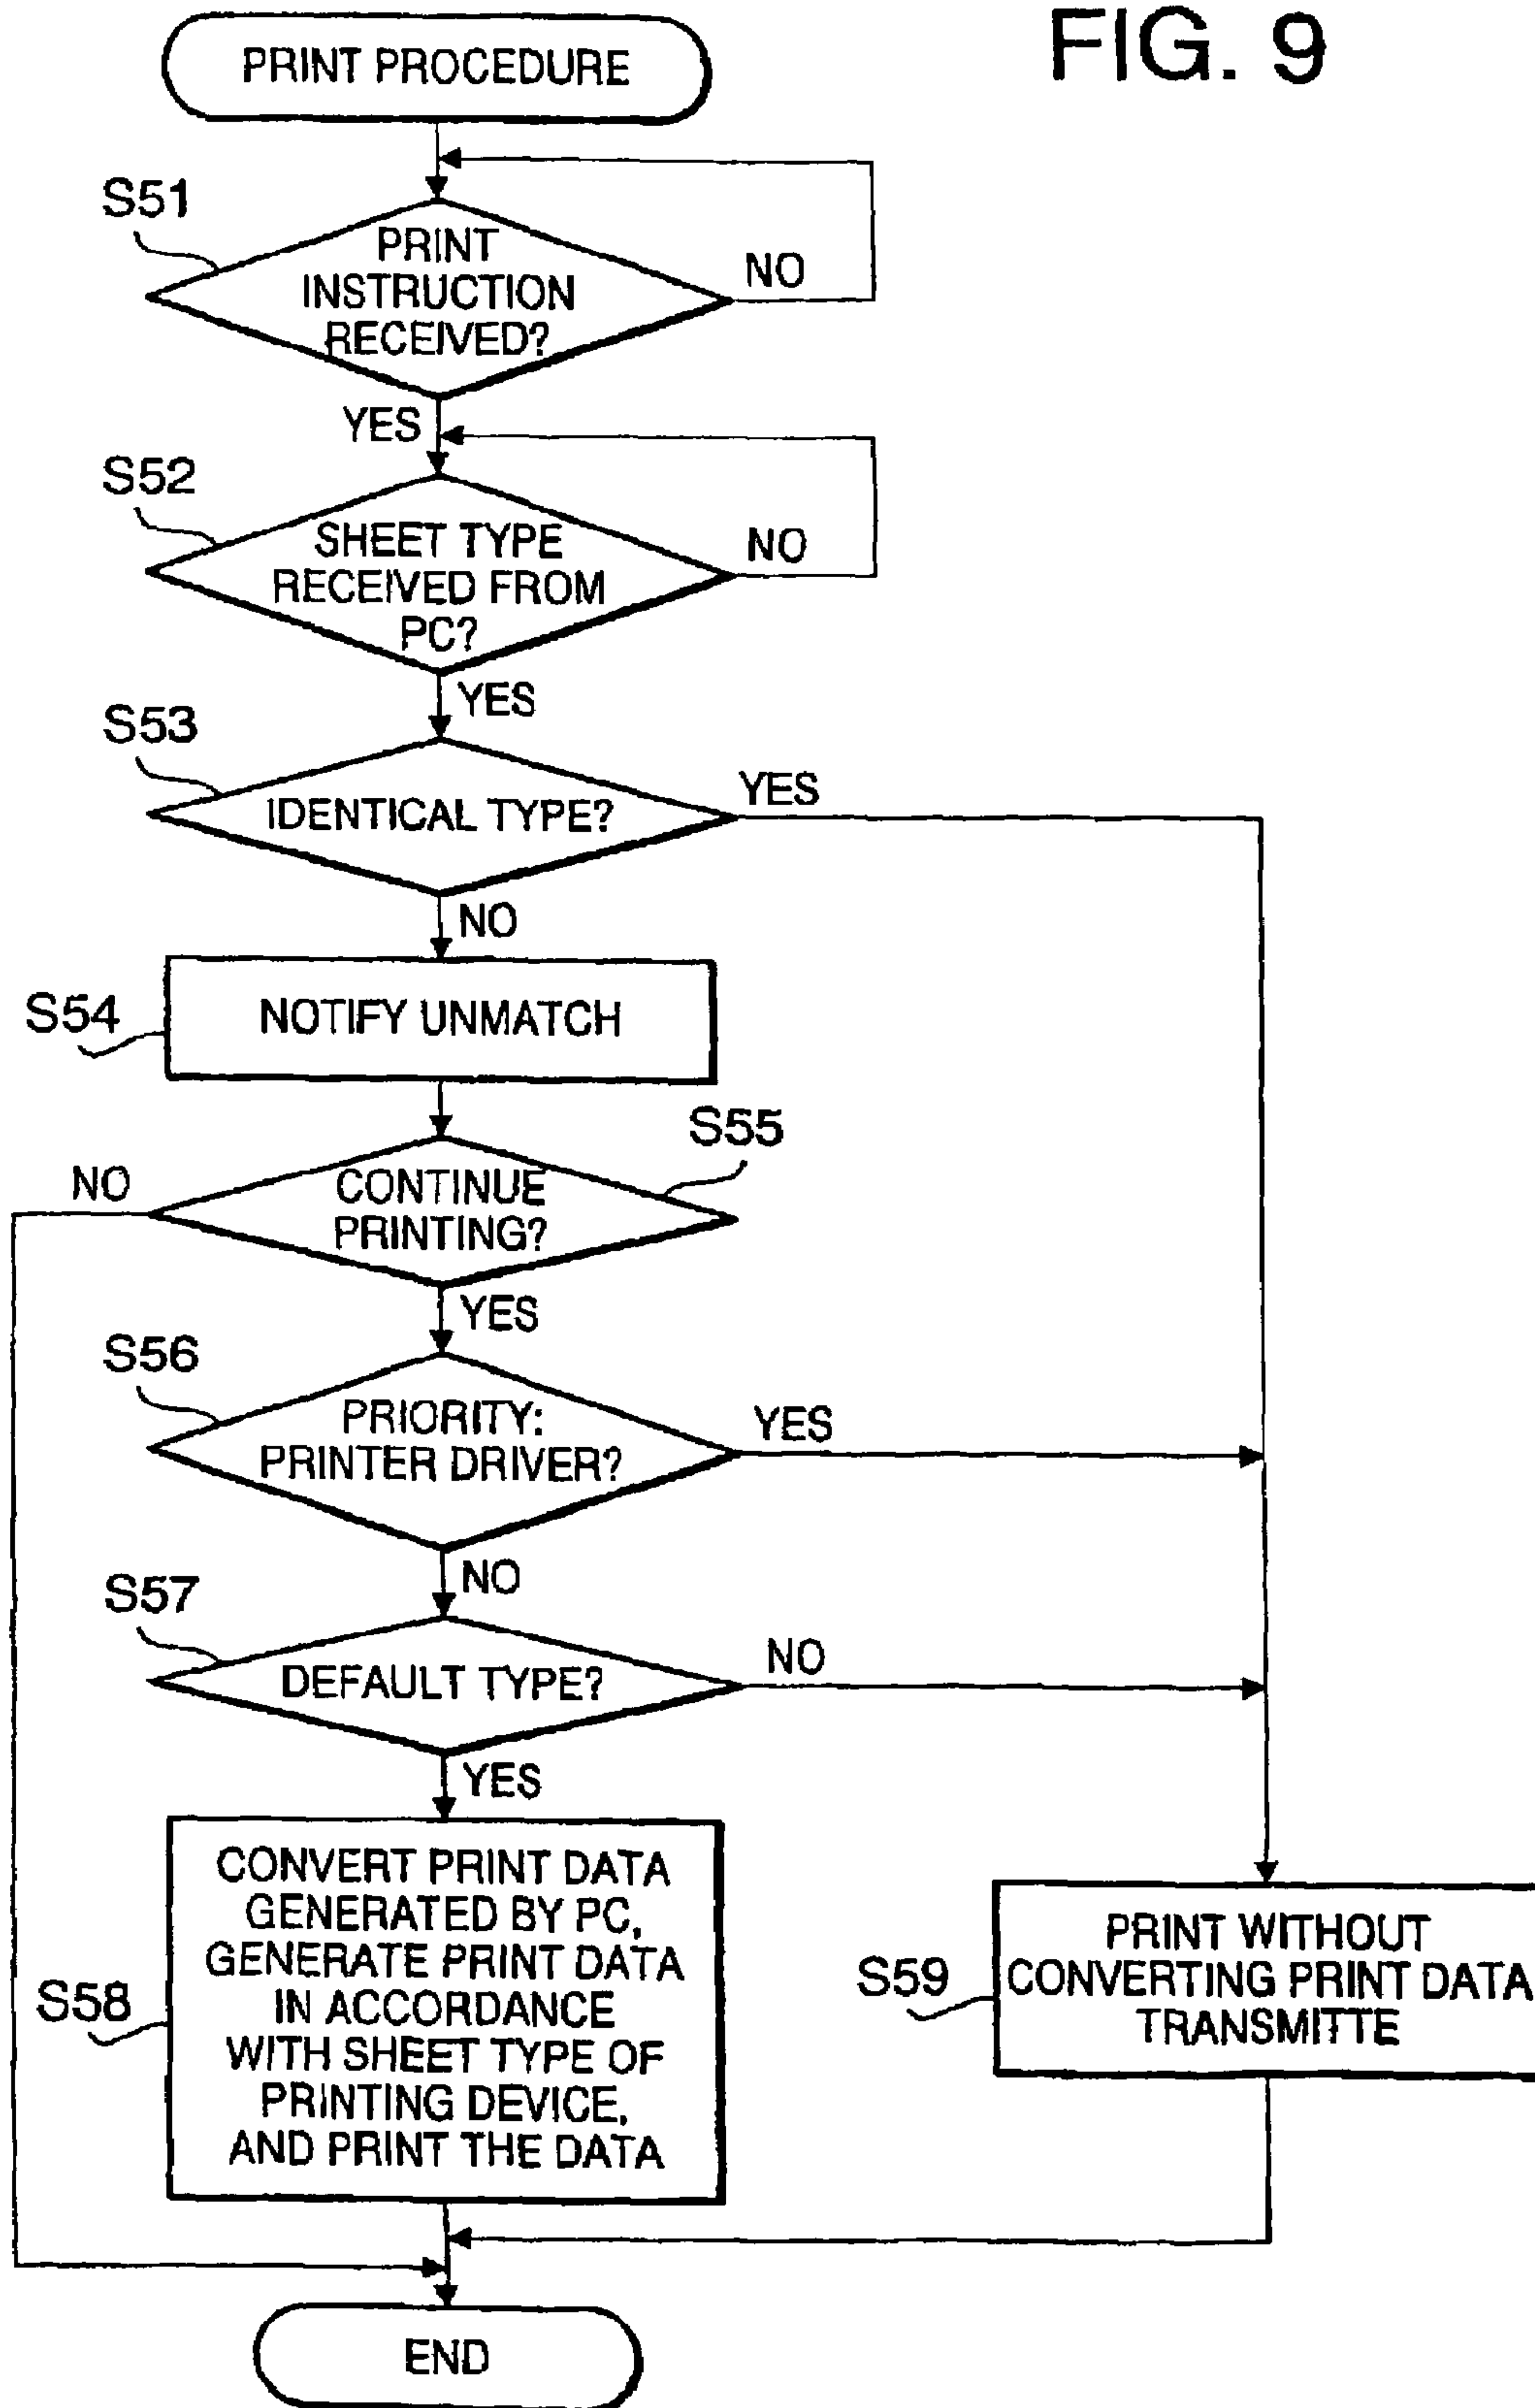 FIG. 9
PRINT PROCEDURE
S51
PRINT
INSTRUCTION
RECEIVED?
NO
YES
S52
SHEET TYPE
RECEIVED FROM
PC?
NO
YES
S53
IDENTICAL TYPE?
YES
NO
S54
NOTIFY UNMATCH
S55
NO
CONTINUE
PRINTING?
YES
S56
PRIORITY:
PRINTER DRIVER?
YES
NO
S57
DEFAULT TYPE?
NO
YES
S58
CONVERT PRINT DATA
GENERATED BY PC,
GENERATE PRINT DATA
IN ACCORDANCE
WITH SHEET TYPE OF
PRINTING DEVICE,
AND PRINT THE DATA
S59
PRINT WITHOUT
CONVERTING PRINT DATA
TRANSMITTE
END